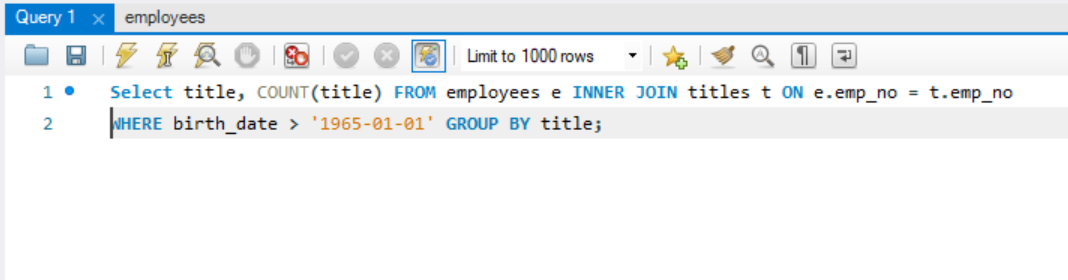 Query 1 × employees
Limit to 1000 rows
1 Select title, COUNT(title) FROM employees e INNER JOIN titles t ON e.emp_no = t.emp_no
2 WHERE birth_date > '1965-01-01' GROUP BY title;